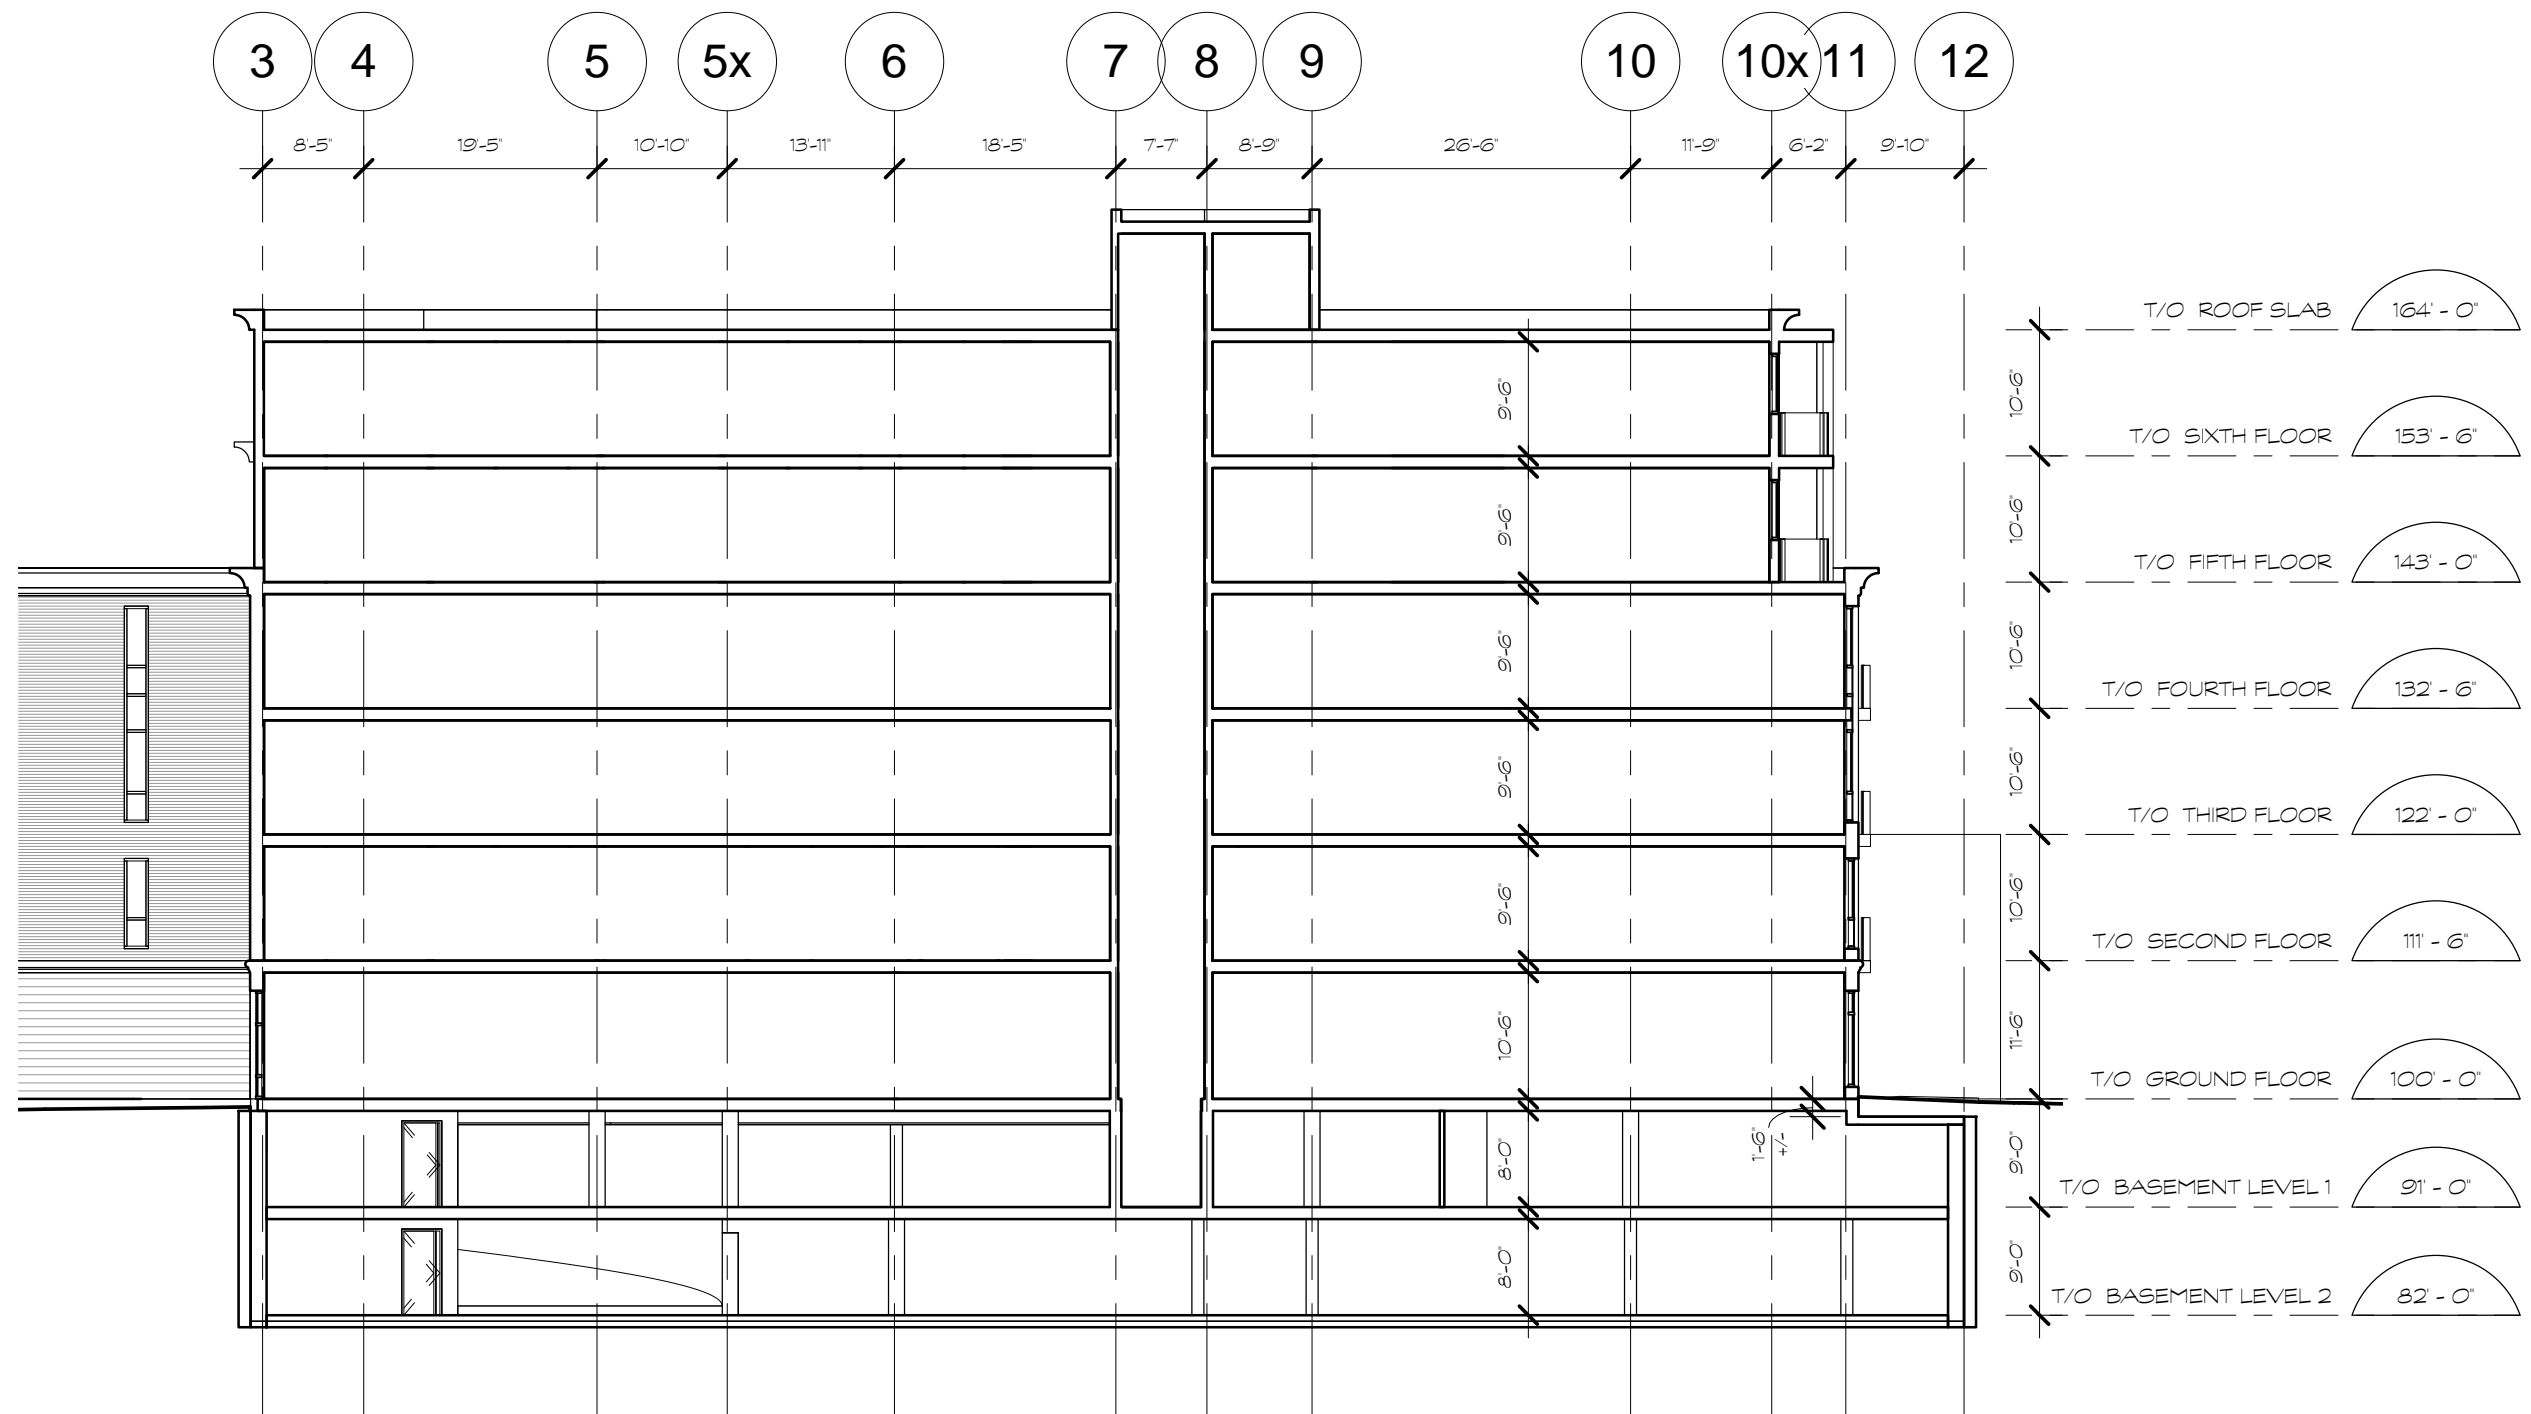 3 4 5 5x 6 7 8 9 10 10x 11 12
8'-5" 19'-5" 10'-10" 13'-11" 18'-5" 7'-7" 8'-9" 26'-6" 11'-9" 6'-2" 9'-10"
T/O ROOF SLAB 164' - 0"
9'-6" 10'-6"
T/O SIXTH FLOOR 153' - 6"
9'-6" 10'-6"
T/O FIFTH FLOOR 143' - 0"
9'-6" 10'-6"
T/O FOURTH FLOOR 132' - 6"
9'-6" 10'-6"
T/O THIRD FLOOR 122' - 0"
9'-6" 10'-6"
T/O SECOND FLOOR 111' - 6"
10'-6" 11'-6"
T/O GROUND FLOOR 100' - 0"
8'-0" 1'-6" 9'-0"
+/-
T/O BASEMENT LEVEL 1 91' - 0"
8'-0" 9'-0"
T/O BASEMENT LEVEL 2 82' - 0"